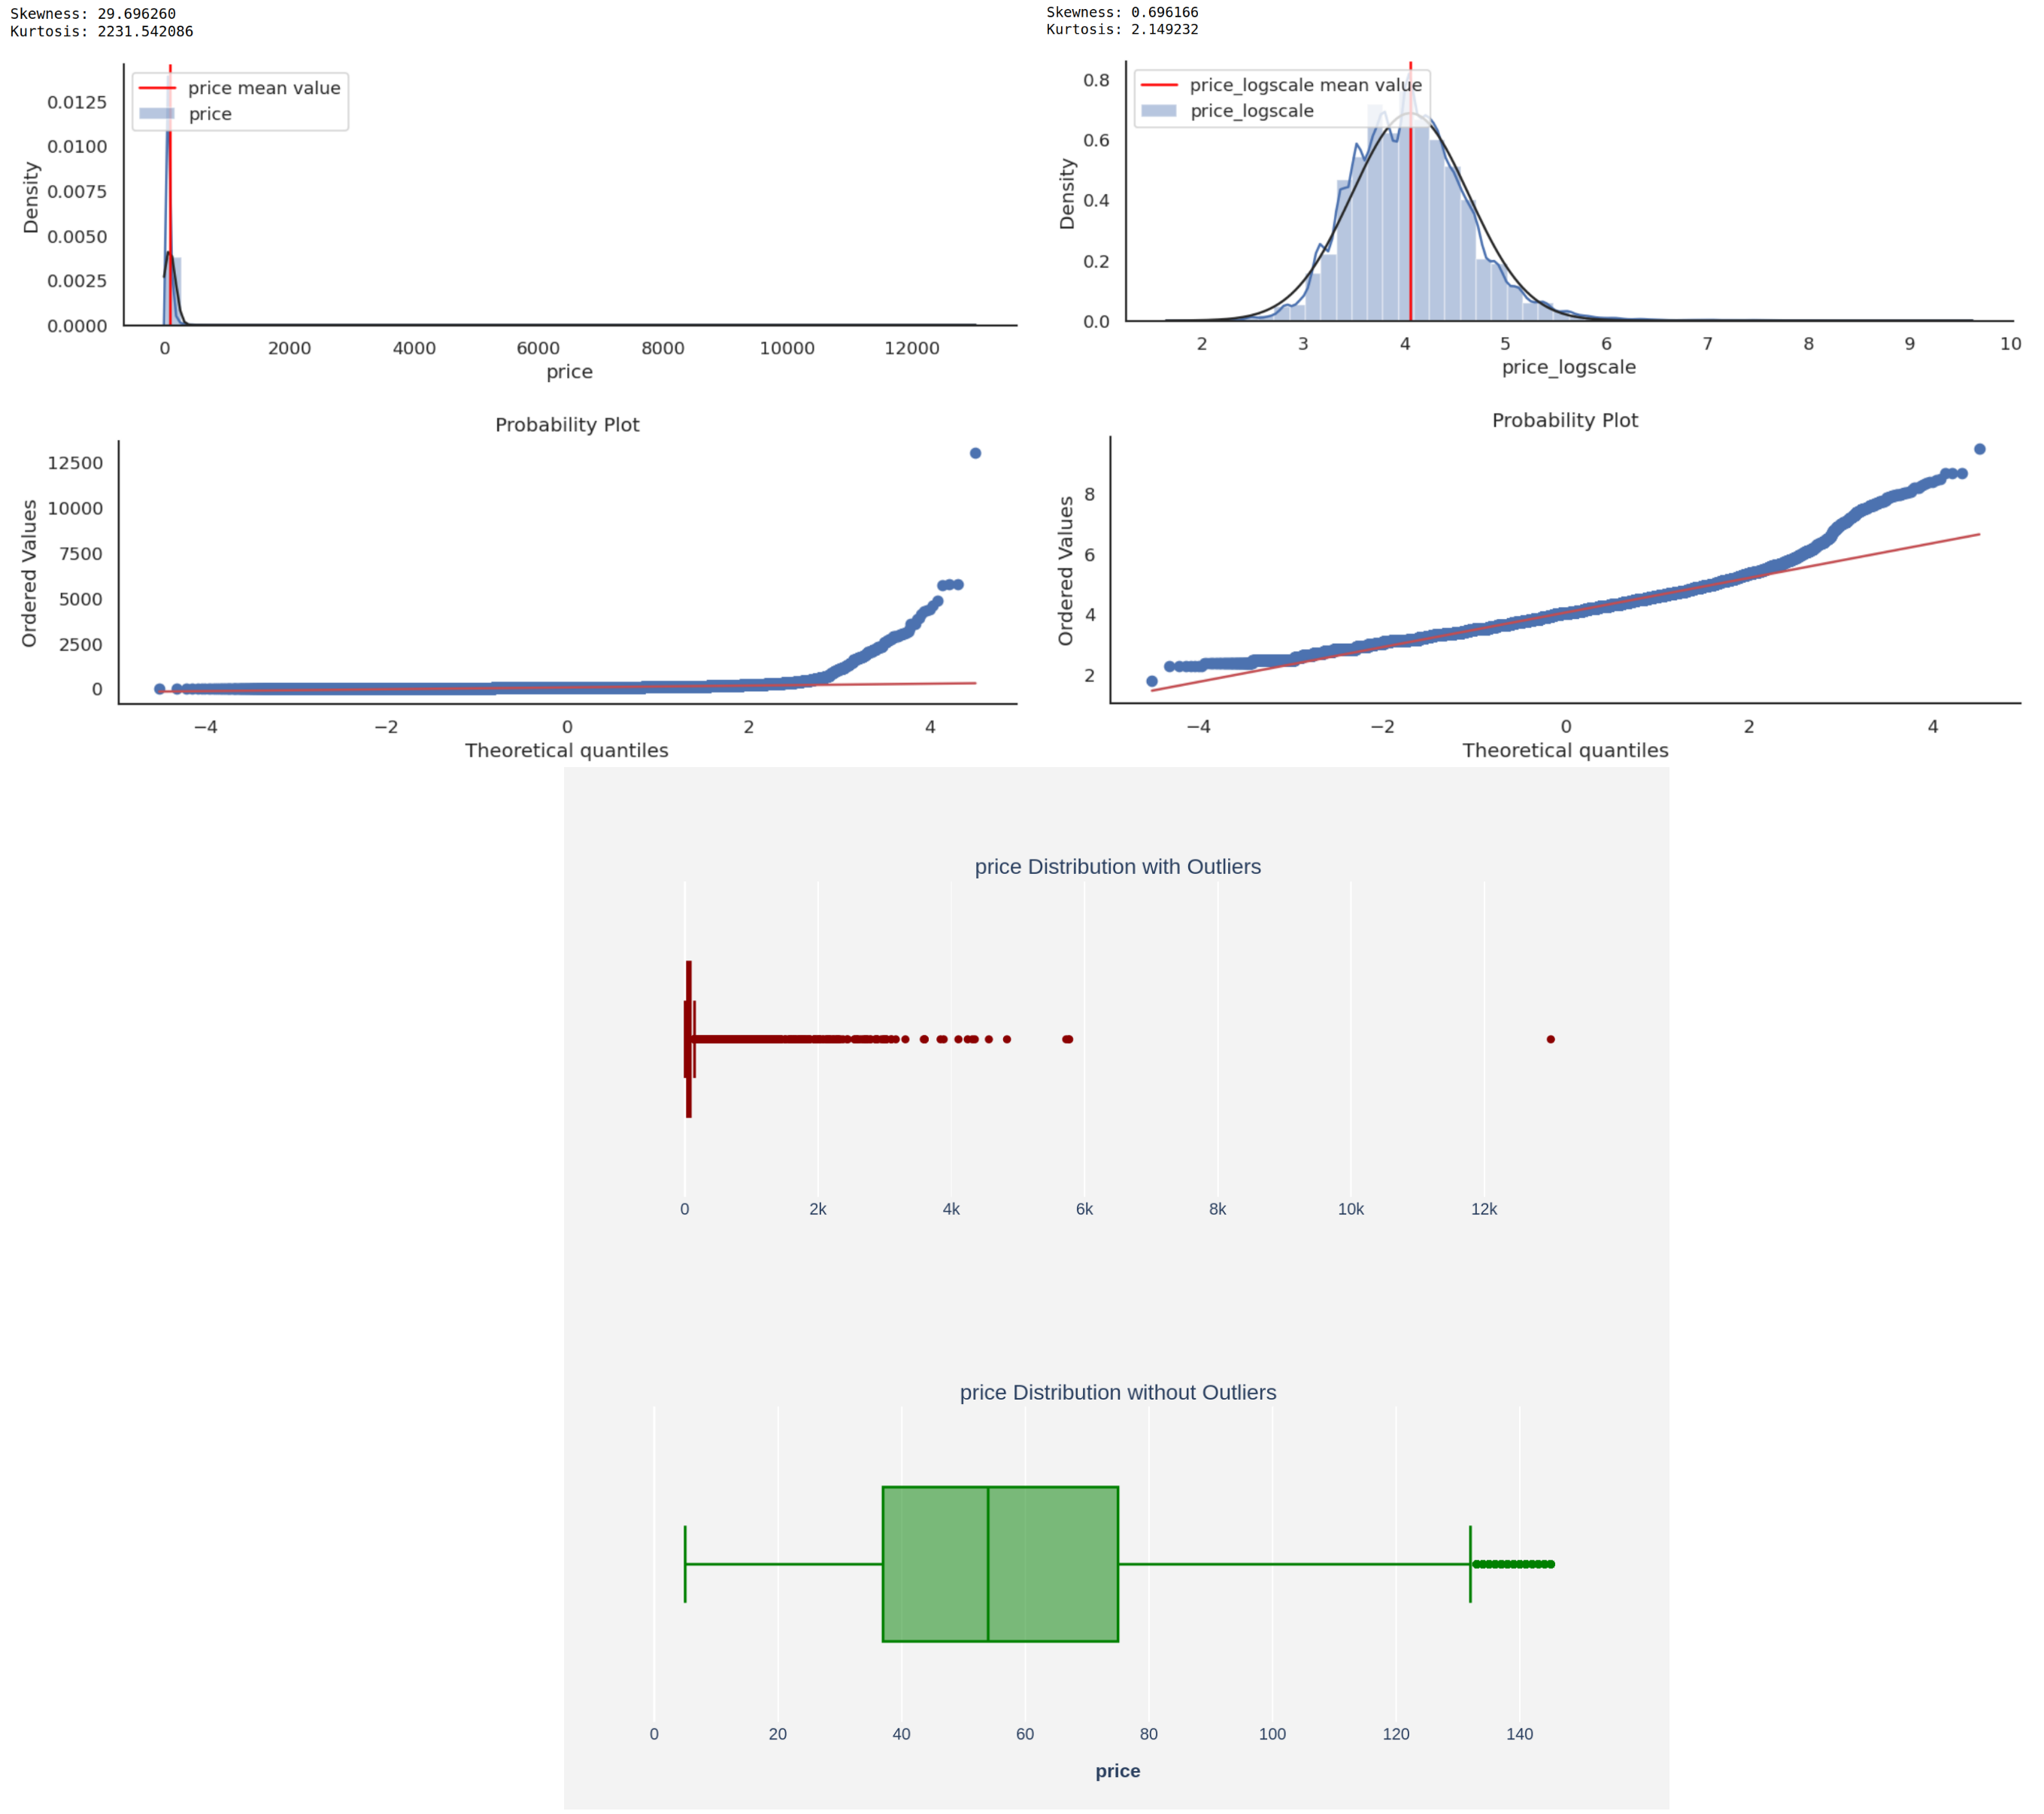 Skewness: 29.696260
Kurtosis: 2231.542086
price mean value
price
0.0125
0.0100
0.0075
0.0050
0.0025
0.0000
Density
0 2000 4000 6000 8000 10000 12000
price
Probability Plot
12500
10000
7500
5000
2500
0
Ordered Values
−4 −2 0 2 4
Theoretical quantiles
Skewness: 0.696166
Kurtosis: 2.149232
price_logscale mean value
price_logscale
0.8
0.6
0.4
0.2
0.0
Density
2 3 4 5 6 7 8 9 10
price_logscale
Probability Plot
8
6
4
2
Ordered Values
−4 −2 0 2 4
Theoretical quantiles
price Distribution with Outliers
0 2k 4k 6k 8k 10k 12k
price Distribution without Outliers
0 20 40 60 80 100 120 140
price